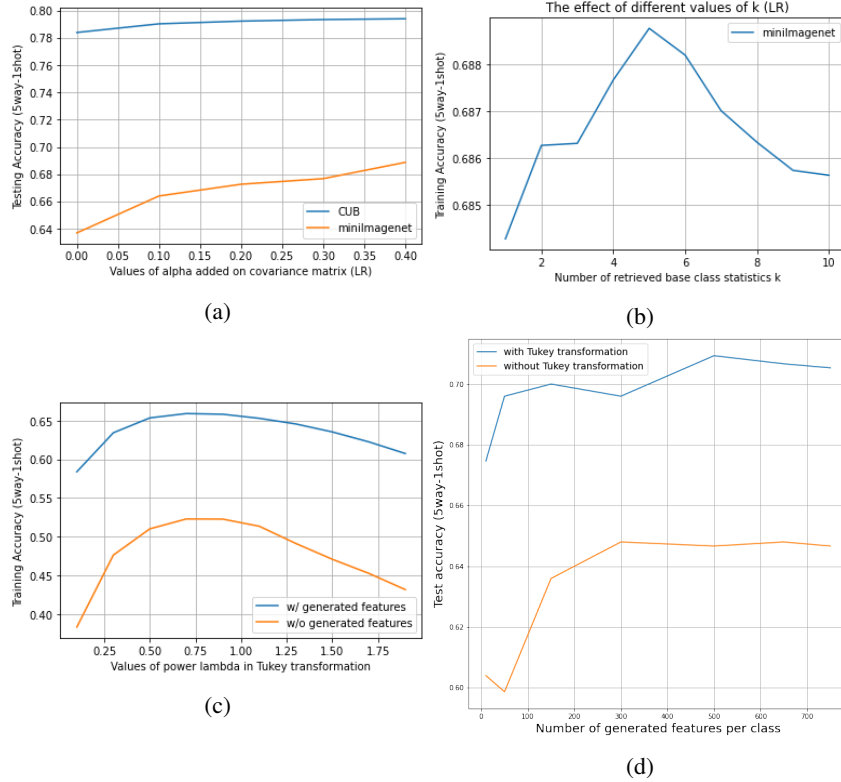 0.80
0.78
0.76
0.74
0.72
0.70
0.68
0.66
0.64
Testing Accuracy (5way-1shot)
CUB
miniImagenet
0.00 0.05 0.10 0.15 0.20 0.25 0.30 0.35 0.40
Values of alpha added on covariance matrix (LR)
(a)
The effect of different values of k (LR)
miniImagenet
0.688
0.687
0.686
0.685
Training Accuracy (5way-1shot)
2 4 6 8 10
Number of retrieved base class statistics k
(b)
0.65
0.60
0.55
0.50
0.45
0.40
Training Accuracy (5way-1shot)
w/ generated features
w/o generated features
0.25 0.50 0.75 1.00 1.25 1.50 1.75
Values of power lambda in Tukey transformation
(c)
with Tukey transformation
without Tukey transformation
0.70
0.68
0.66
0.64
0.62
0.60
Test accuracy (5way-1shot)
0 100 200 300 400 500 600 700
Number of generated features per class
(d)